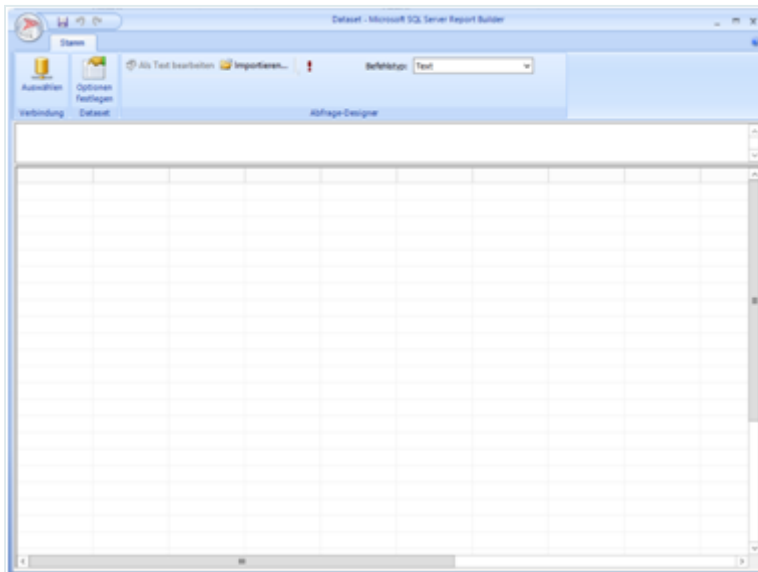 Dataset - Microsoft SQL Server Report Builder
Stamm
Als Text bearbeiten Importieren... Befehlstyp: Text
Auswählen Optionen festlegen
Verbindung Dataset Abfrage-Designer